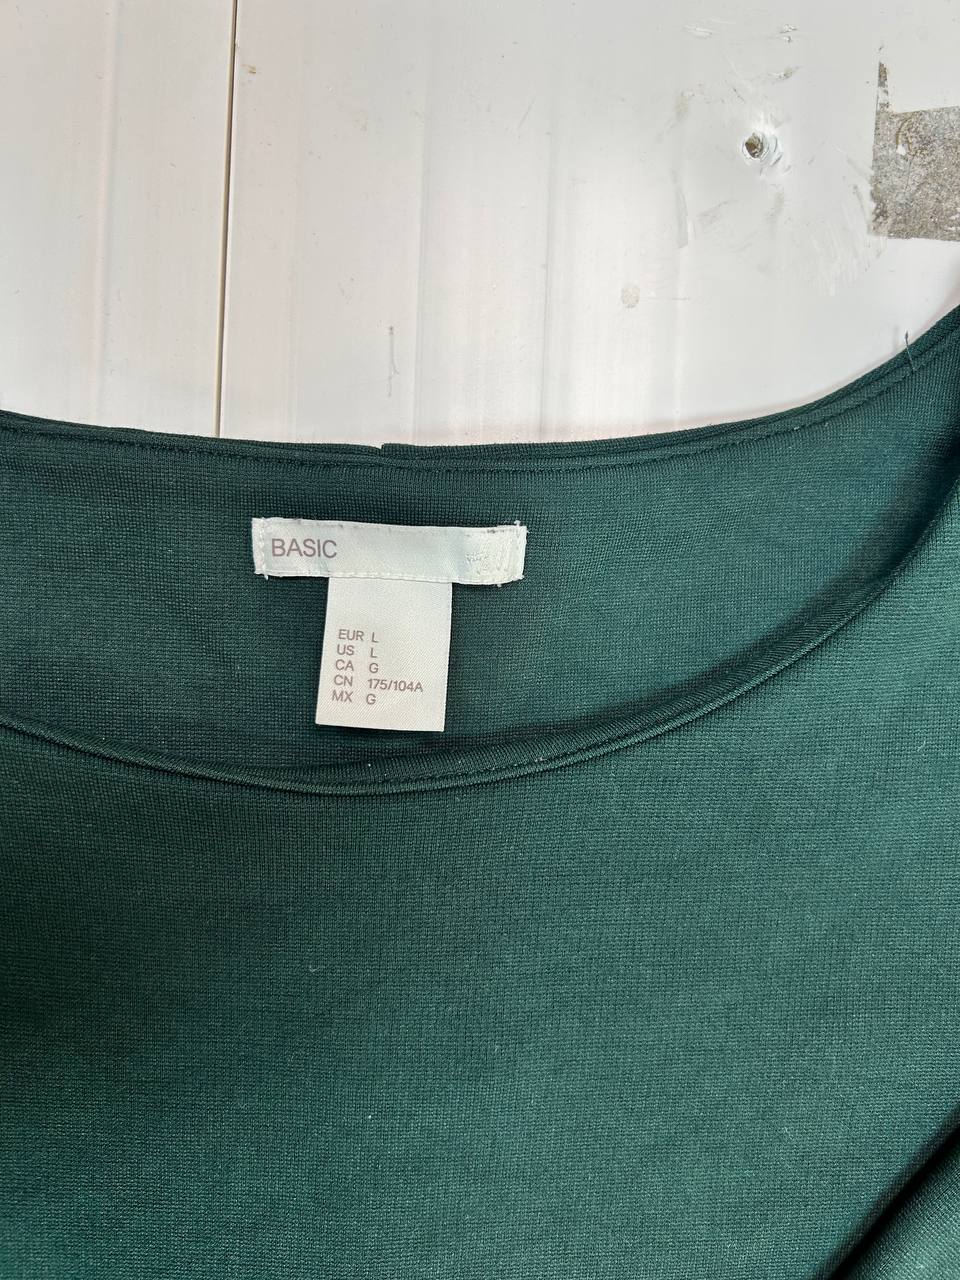 BASIC
EUR L
US L
CA G
CN 175/104A
MX G